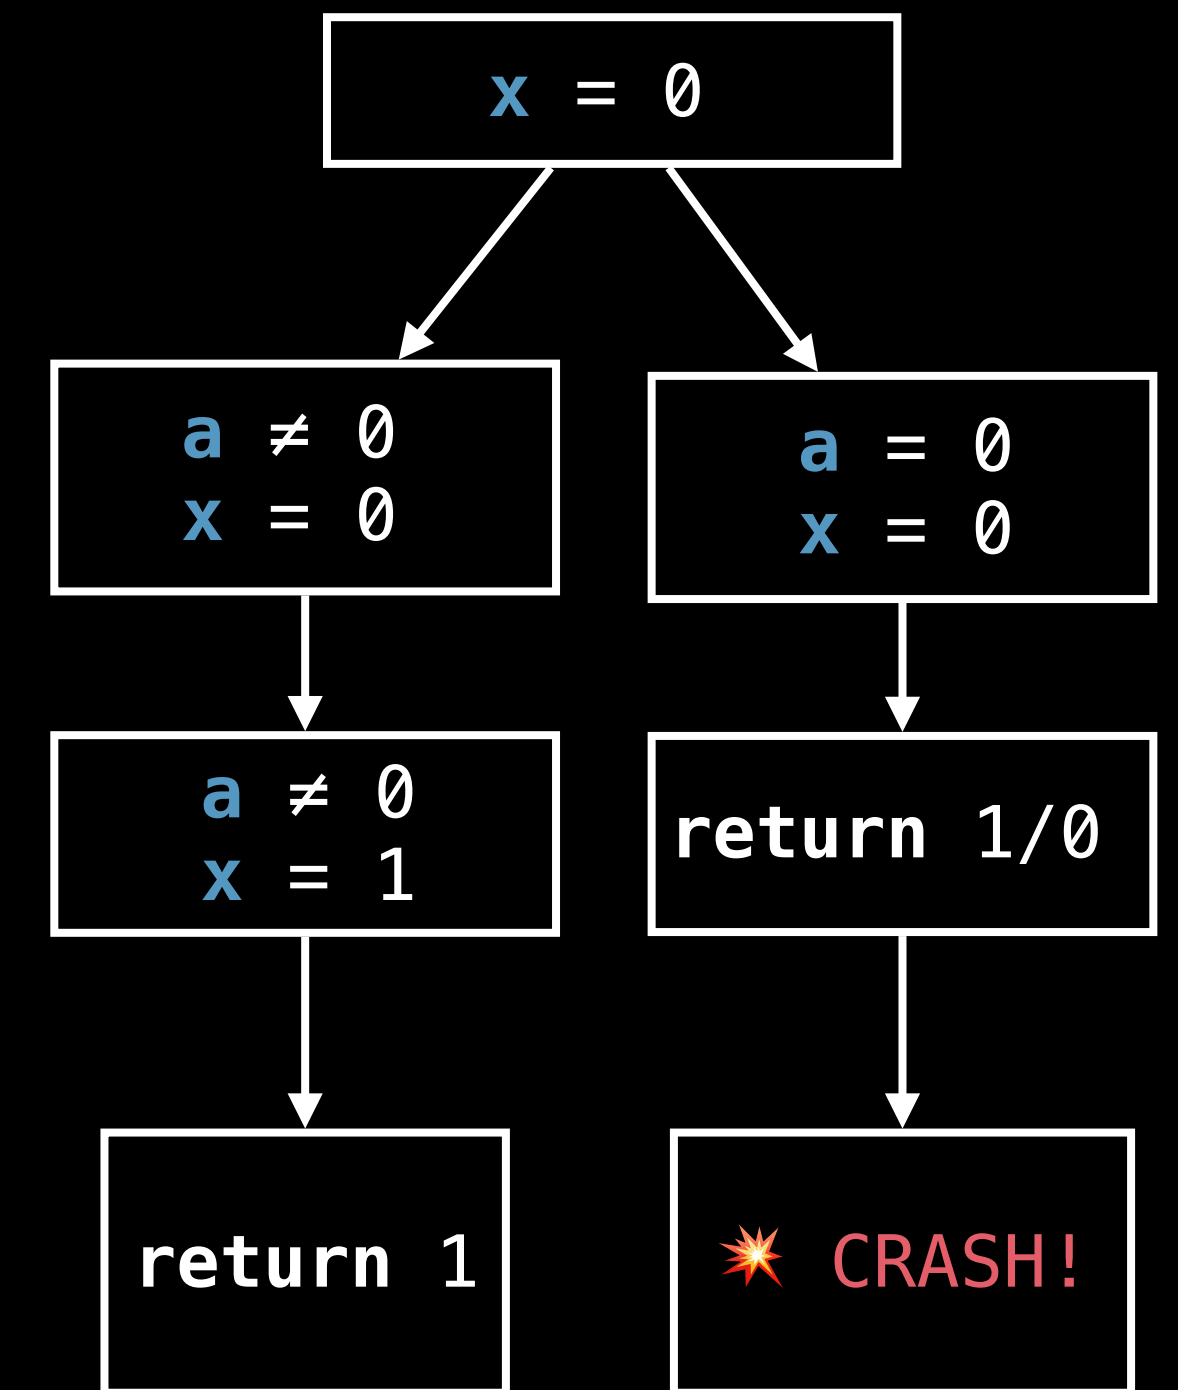 x = 0
a ≠ 0
x = 0
a = 0
x = 0
a ≠ 0
x = 1
return 1/0
return 1
💥 CRASH!